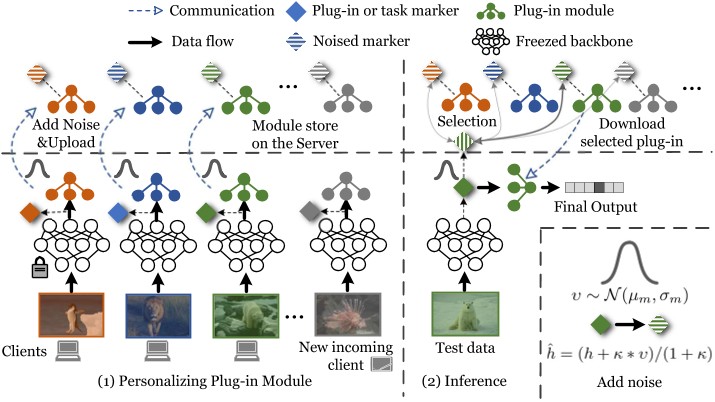 Communication
Plug-in or task marker
Plug-in module
Data flow
Noised marker
Freezed backbone
Add Noise
&Upload
...
Module store
on the Server
Selection
Download
selected plug-in
...
Final Output
Clients
...
New incoming
client
(1) Personalizing Plug-in Module
Test data
(2) Inference
υ ~ N(μ_m, σ_m)
ĥ = (h + κ * υ)/(1 + κ)
Add noise